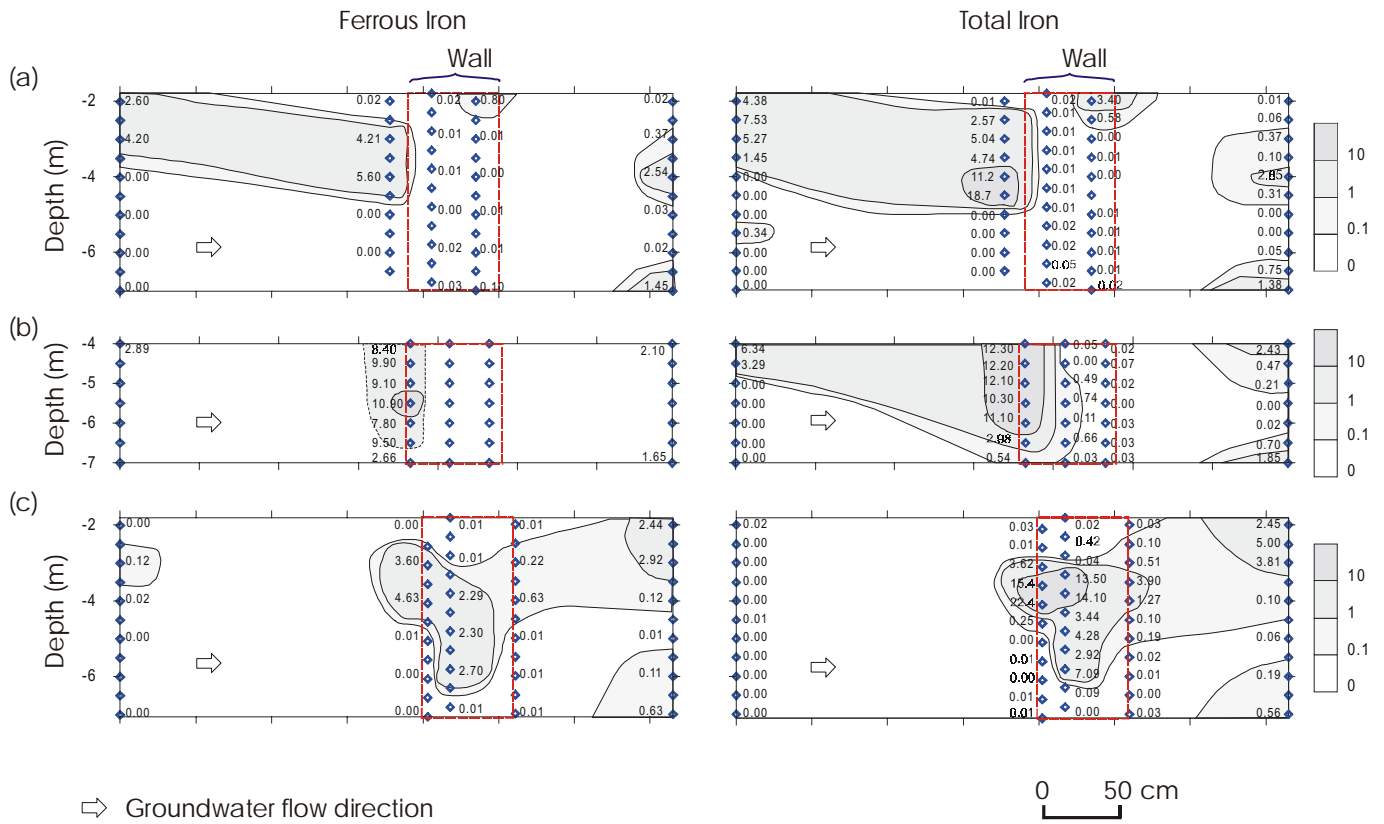 Ferrous Iron Total Iron
Wall Wall
(a)
Depth (m)
-2 2.60 0.02 0.02 0.80 0.02
4.20 4.21 0.01 0.01 0.37
-4 0.00 5.60 0.01 0.00 2.54
0.00 0.00 0.00 0.01 0.03
-6 0.00 0.00 0.02 0.01 0.02
0.00 0.03 0.10 1.45
4.38 0.01 0.02 3.40 0.01
7.53 2.57 0.01 0.58 0.06
5.27 5.04 0.01 0.00 0.37
1.45 4.74 0.01 0.00 0.10
0.00 11.2 0.01 0.00 2.85
0.00 18.7 0.01 0.31
0.00 0.00 0.01 0.01 0.00
0.34 0.00 0.02 0.01 0.00
0.00 0.00 0.02 0.01 0.05
0.00 0.00 0.05 0.01 0.75
0.00 0.02 0.02 1.38
10
1
0.1
0
(b)
Depth (m)
-4 2.89 8.40 2.10
9.90
-5 9.10
10.90
-6 7.80
9.50
-7 2.66 1.65
6.34 12.30 0.05 0.02 2.43
3.29 12.20 0.00 0.07 0.47
0.00 12.10 0.49 0.02 0.21
0.00 10.30 0.74 0.00 0.00
0.00 11.10 0.11 0.02
0.00 2.98 0.66 0.03 0.70
0.00 0.54 0.03 0.03 1.85
10
1
0.1
0
(c)
Depth (m)
-2 0.00 0.00 0.01 0.01 2.44
0.12 3.60 0.01 0.22 2.92
-4 0.02 4.63 2.29 0.63 0.12
0.00 0.01 2.30 0.01 0.01
-6 0.00 0.00 2.70 0.01 0.11
0.00 0.00 0.01 0.01 0.63
0.02 0.03 0.02 0.03 2.45
0.00 0.01 0.42 0.10 5.00
0.00 3.62 0.04 0.51 3.81
0.00 15.4 13.50 3.90
0.00 22.4 14.10 1.27 0.10
0.01 0.25 3.44 0.10
0.00 0.00 4.28 0.19 0.06
0.00 0.01 2.92 0.02
0.00 0.00 7.09 0.01 0.19
0.00 0.01 0.09 0.00
0.00 0.01 0.00 0.03 0.56
10
1
0.1
0
Groundwater flow direction
0 50 cm